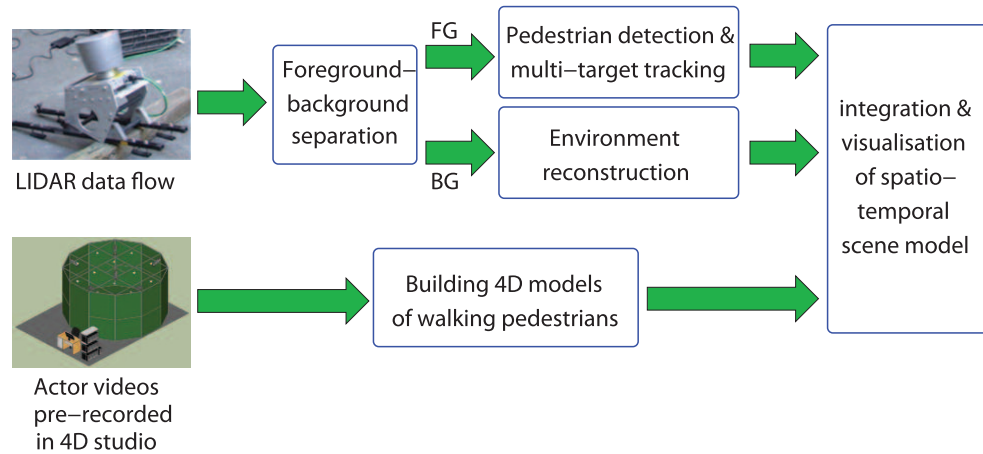 LIDAR data flow
Foreground−
background
separation
FG
BG
Pedestrian detection &
multi−target tracking
Environment
reconstruction
integration &
visualisation
of spatio−
temporal
scene model
Actor videos
pre−recorded
in 4D studio
Building 4D models
of walking pedestrians